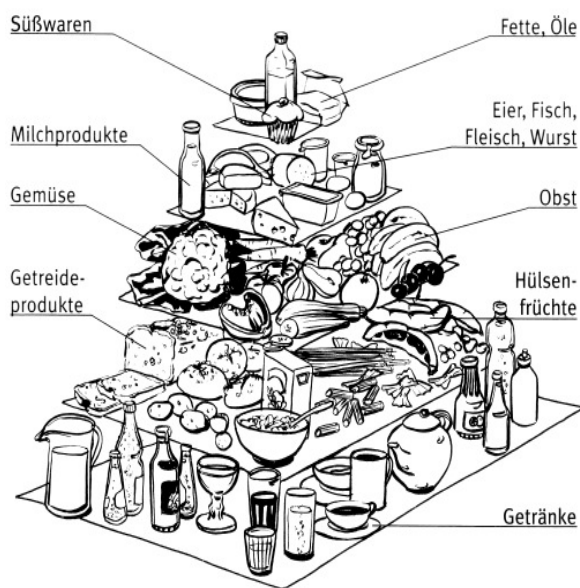 Süßwaren
Fette, Öle
Eier, Fisch,
Fleisch, Wurst
Milchprodukte
Gemüse
Obst
Getreide-
produkte
Hülsen-
früchte
Getränke